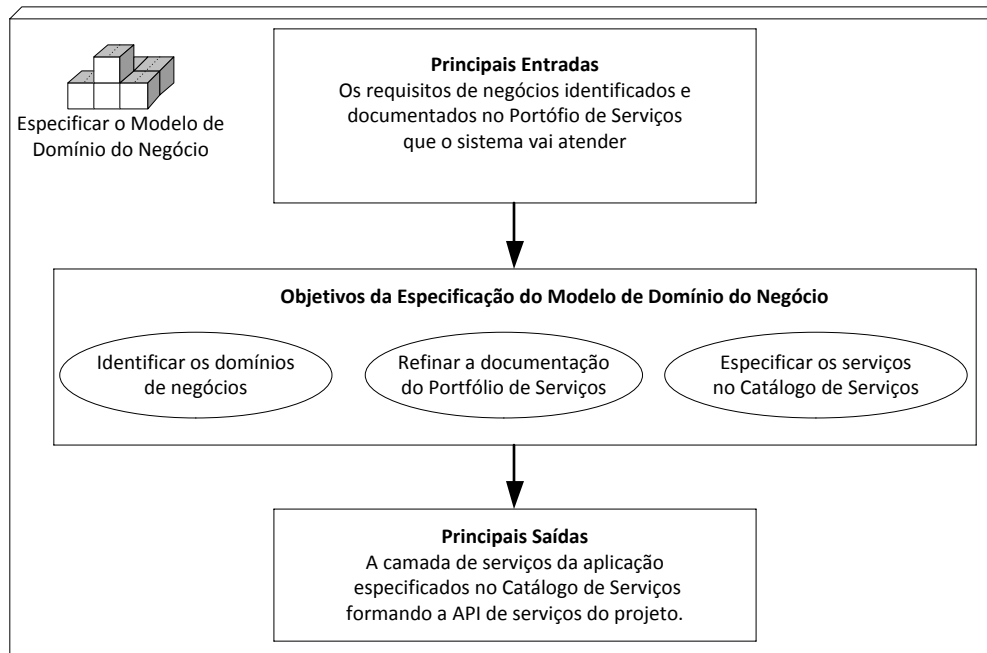 Especificar o Modelo de
Domínio do Negócio
Principais Entradas
Os requisitos de negócios identificados e
documentados no Portófio de Serviços
que o sistema vai atender
Objetivos da Especificação do Modelo de Domínio do Negócio
Identificar os domínios
de negócios
Refinar a documentação
do Portfólio de Serviços
Especificar os serviços
no Catálogo de Serviços
Principais Saídas
A camada de serviços da aplicação
especificados no Catálogo de Serviços
formando a API de serviços do projeto.